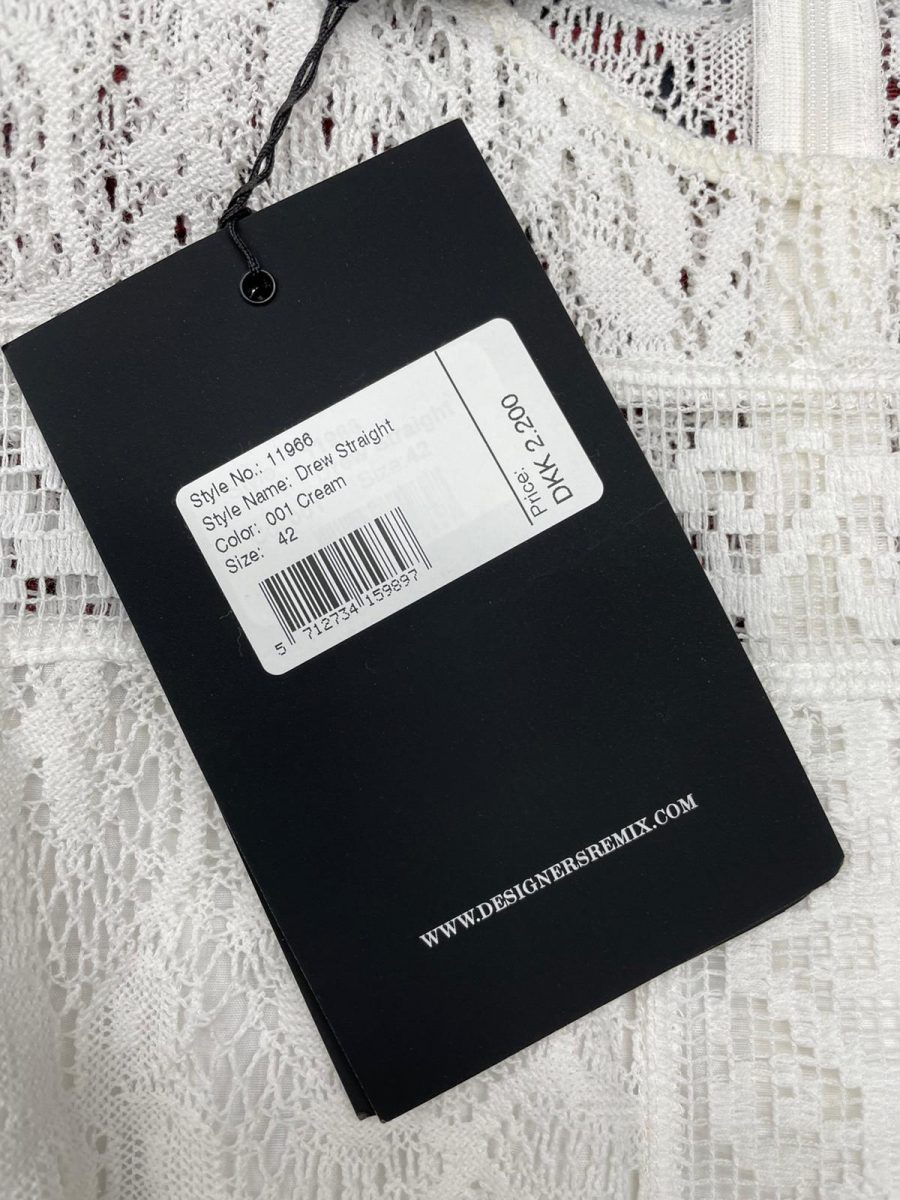 Style No.: 11966
Style Name: Drew Straight
Color: 001 Cream
Size: 42
5 712734 159897
Price:
DKK 2.200
WWW.DESIGNERSREMIX.COM